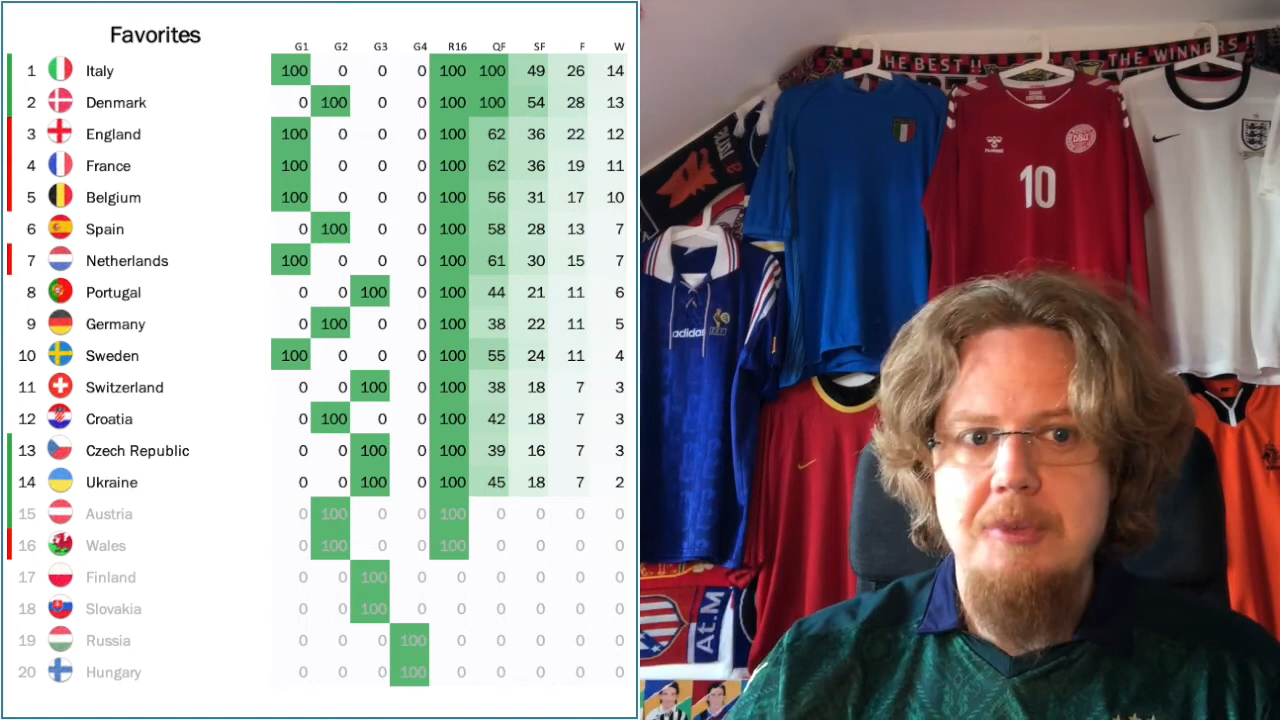 Favorites
G1 G2 G3 G4 R16 QF SF F W
1 Italy 100 0 0 0 100 100 49 26 14
2 Denmark 0 100 0 0 100 100 54 28 13
3 England 100 0 0 0 100 62 36 22 12
4 France 100 0 0 0 100 62 36 19 11
5 Belgium 100 0 0 0 100 56 31 17 10
6 Spain 0 100 0 0 100 58 28 13 7
7 Netherlands 100 0 0 0 100 61 30 15 7
8 Portugal 0 0 100 0 100 44 21 11 6
9 Germany 0 100 0 0 100 38 22 11 5
10 Sweden 100 0 0 0 100 55 24 11 4
11 Switzerland 0 0 100 0 100 38 18 7 3
12 Croatia 0 100 0 0 100 42 18 7 3
13 Czech Republic 0 0 100 0 100 39 16 7 3
14 Ukraine 0 0 100 0 100 45 18 7 2
15 Austria 0 100 0 0 100 0 0 0 0
16 Wales 0 100 0 0 100 0 0 0 0
17 Finland 0 0 100 0 0 0 0 0 0
18 Slovakia 0 0 100 0 0 0 0 0 0
19 Russia 0 0 0 100 0 0 0 0 0
20 Hungary 0 0 0 100 0 0 0 0 0
HE BEST !! THE WINNERS !!
DBU
10
adidas
At.M